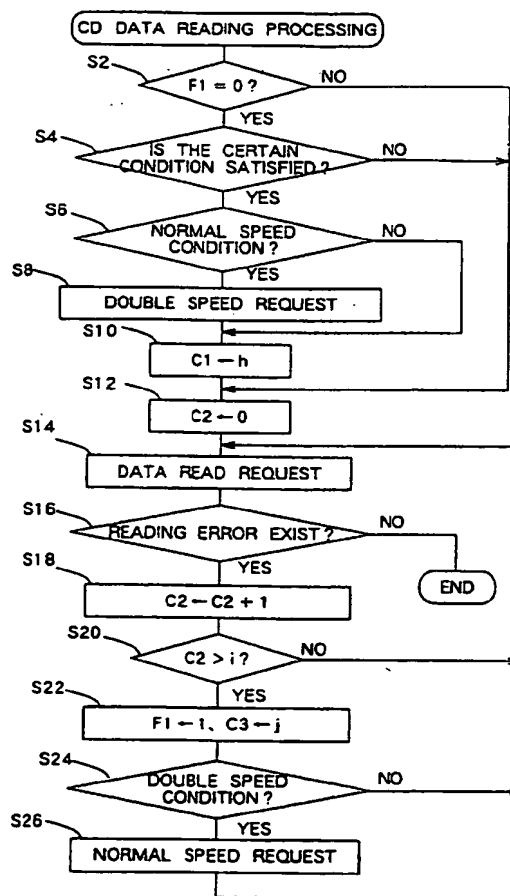 CD DATA READING PROCESSING
S2
F1 = 0 ?
NO
YES
S4
IS THE CERTAIN
CONDITION SATISFIED ?
NO
YES
S6
NORMAL SPEED
CONDITION ?
NO
YES
S8
DOUBLE SPEED REQUEST
S10
C1 ← h
S12
C2 ← 0
S14
DATA READ REQUEST
S16
READING ERROR EXIST ?
NO
YES
END
S18
C2 ← C2 + 1
S20
C2 > i ?
NO
YES
S22
F1 ← 1、C3 ← j
S24
DOUBLE SPEED
CONDITION ?
NO
YES
S26
NORMAL SPEED REQUEST